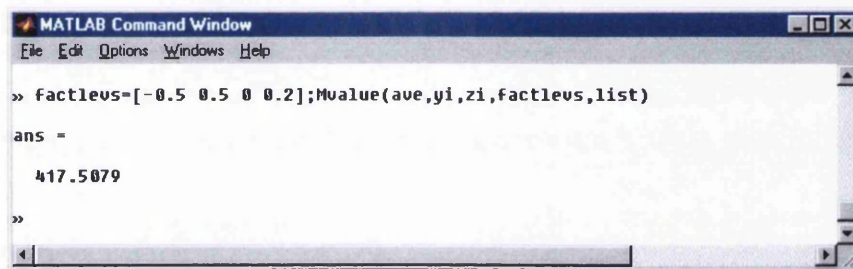 MATLAB Command Window
File Edit Options Windows Help
» factlevs=[-0.5 0.5 0 0.2];Mvalue(ave,yi,zi,factlevs,list)
ans =
417.5079
»